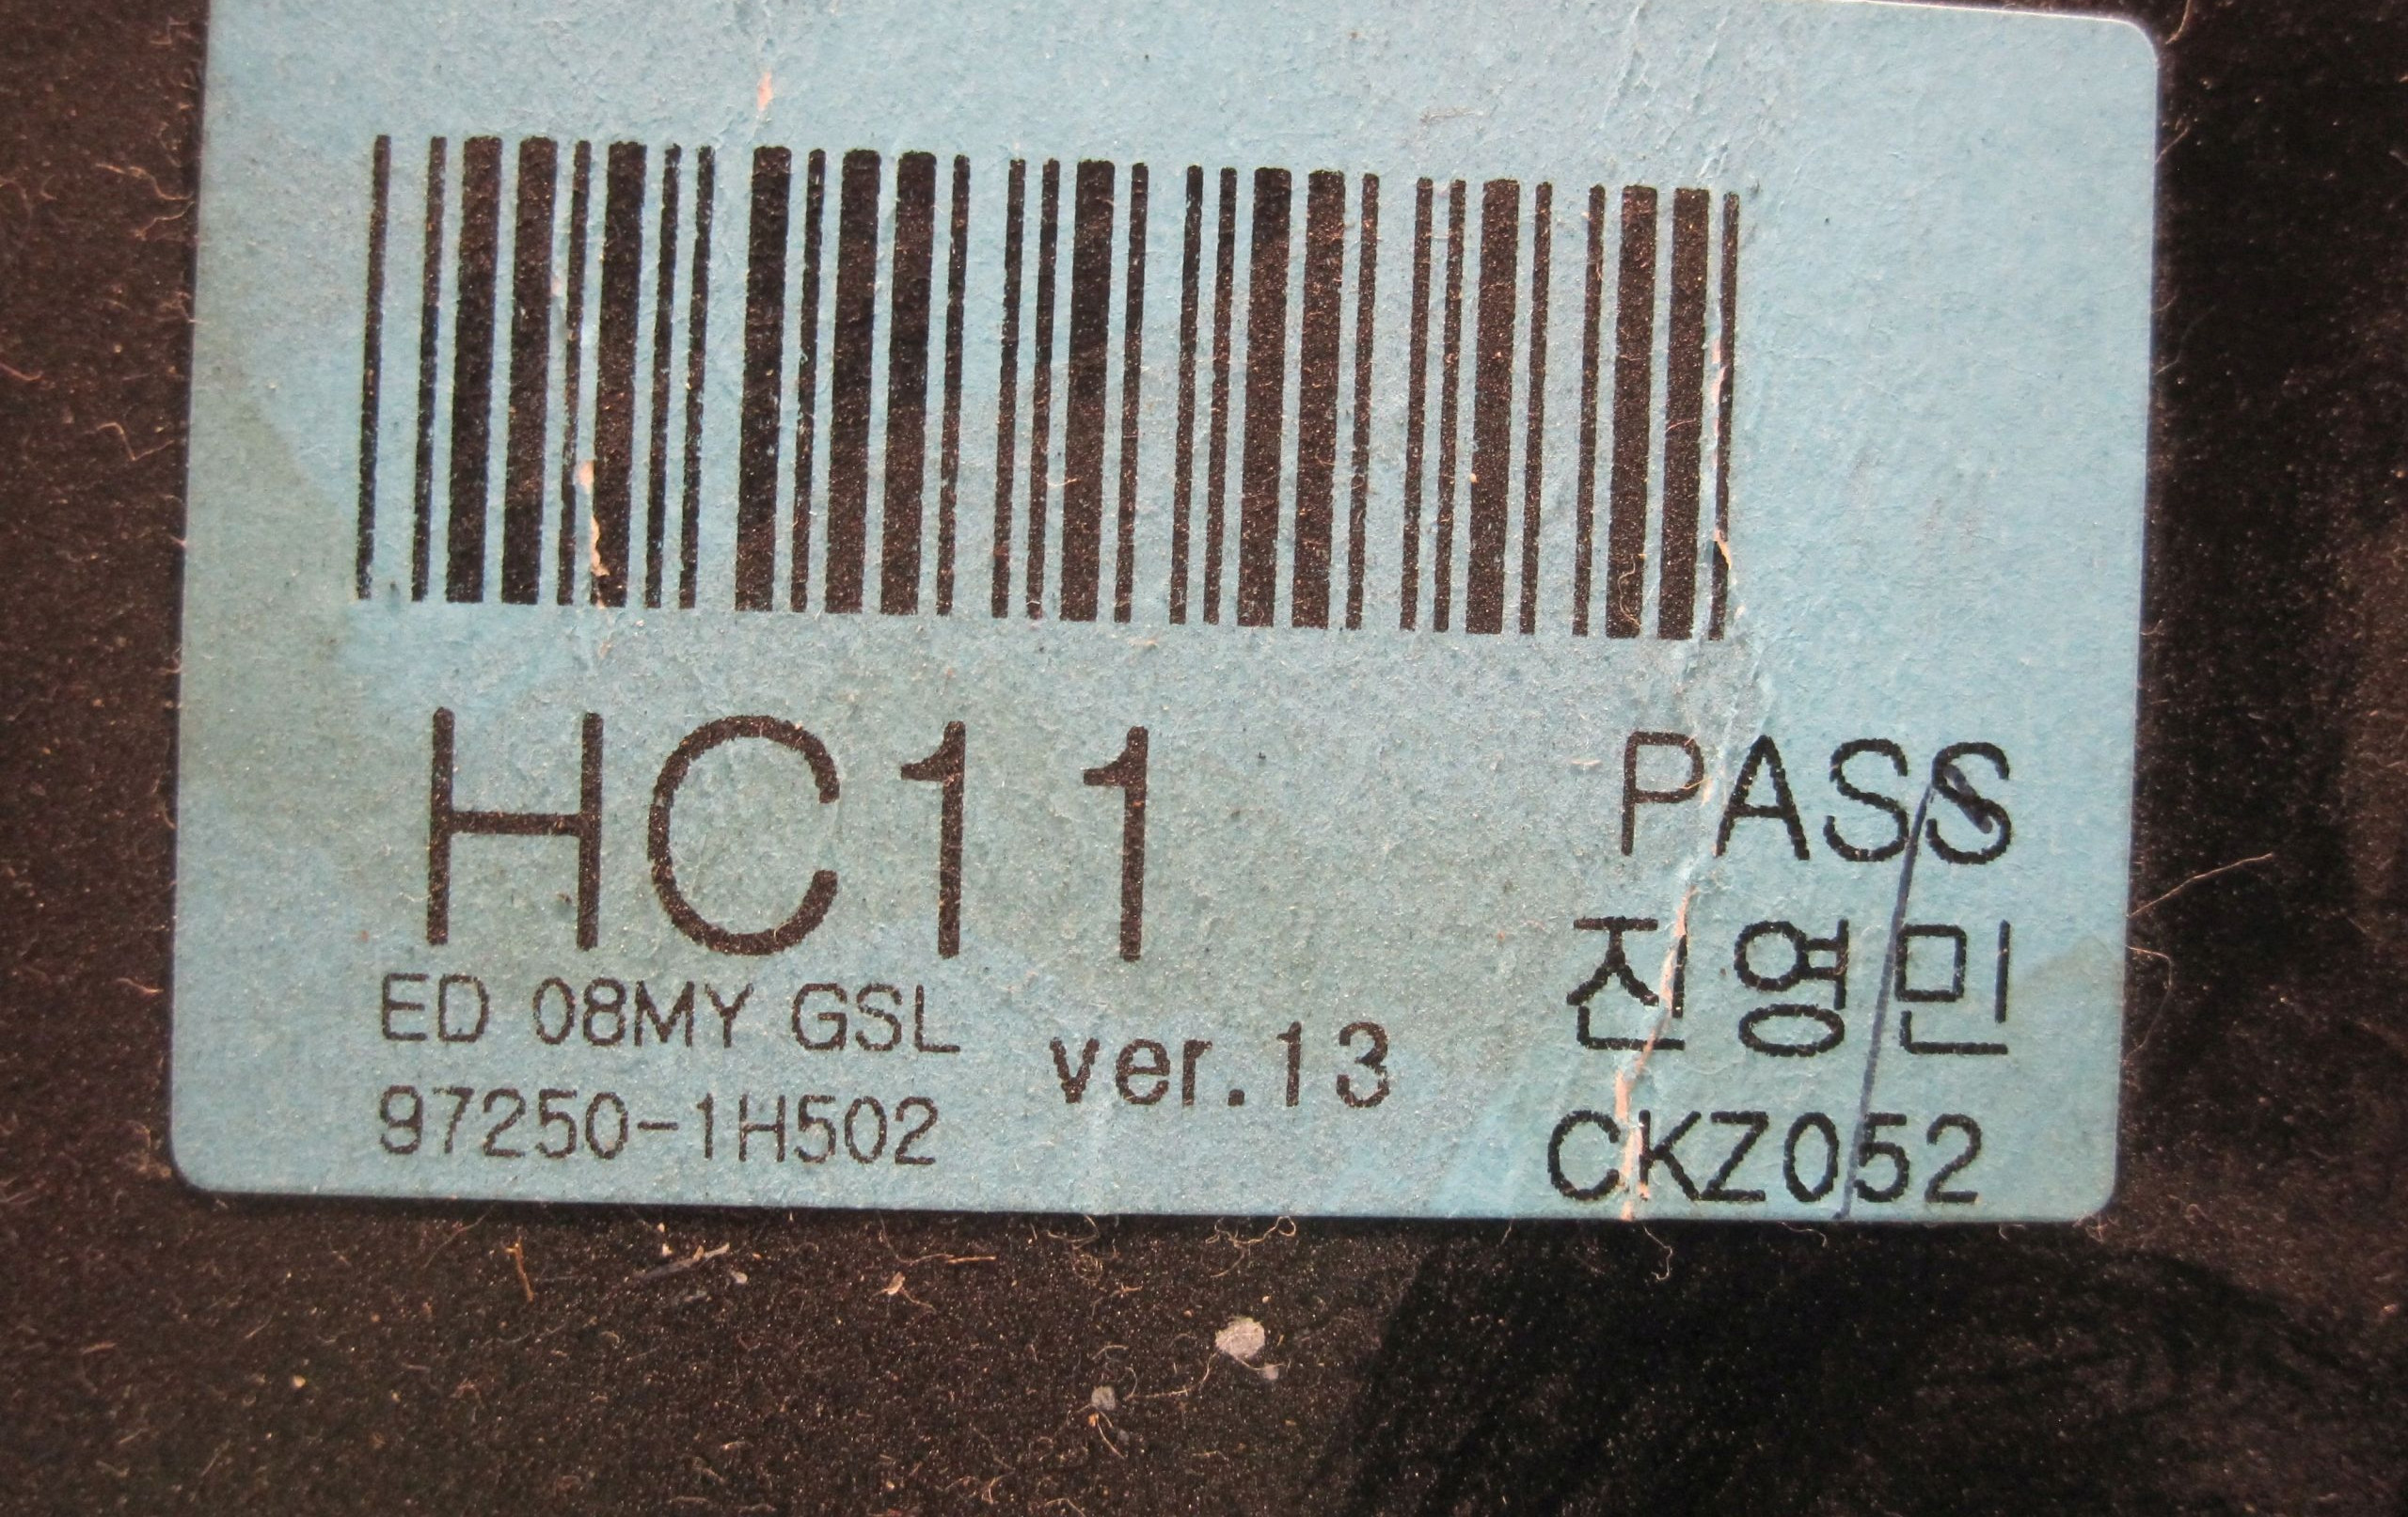 HC11
PASS
ED 08MY GSL
ver.13
진영민
97250-1H502
CKZ052